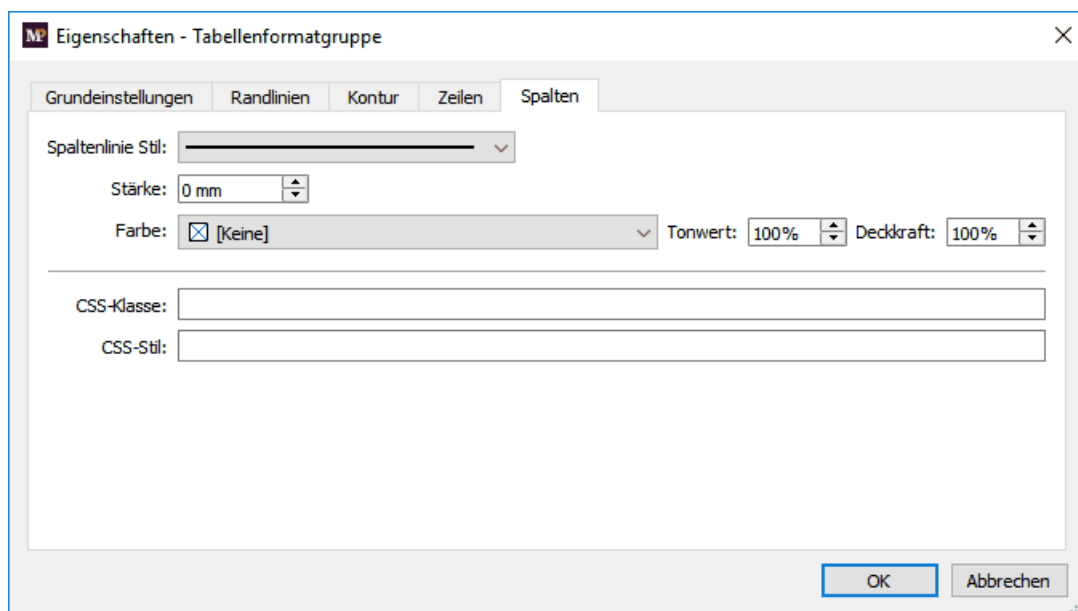 MP Eigenschaften - Tabellenformatgruppe
Grundeinstellungen Randlinien Kontur Zeilen Spalten
Spaltenlinie Stil:
Stärke: 0 mm
Farbe: [Keine] Tonwert: 100% Deckkraft: 100%
CSS-Klasse:
CSS-Stil:
OK Abbrechen